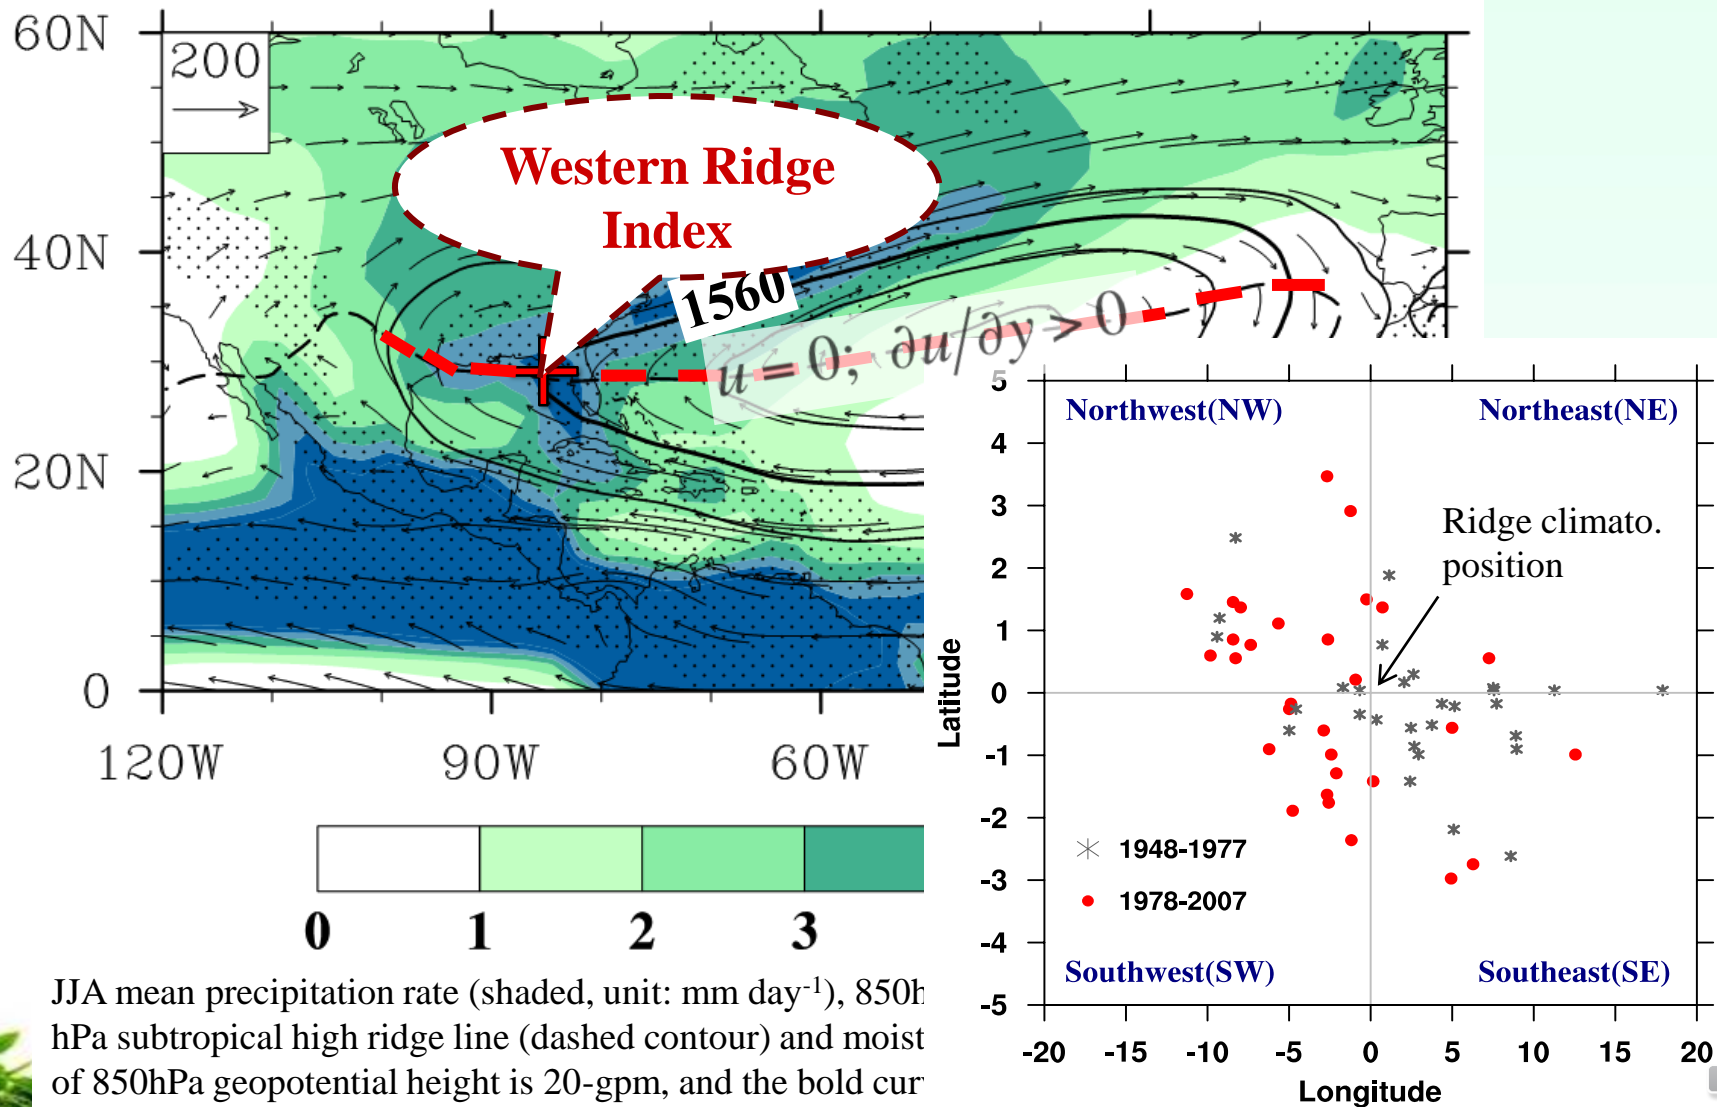 60N
200
Western Ridge
Index
40N
1560
u = 0; ∂u/∂y > 0
20N
0
120W
90W
60W
0
1
2
3
JJA mean precipitation rate (shaded, unit: mm day-1), 850h
hPa subtropical high ridge line (dashed contour) and moist
of 850hPa geopotential height is 20-gpm, and the bold cur
5
Northwest(NW)
Northeast(NE)
4
3
Ridge climato.
position
2
1
Latitude
0
-1
-2
1948-1977
-3
1978-2007
-4
Southwest(SW)
Southeast(SE)
-5
-20 -15 -10 -5 0 5 10 15 20
Longitude